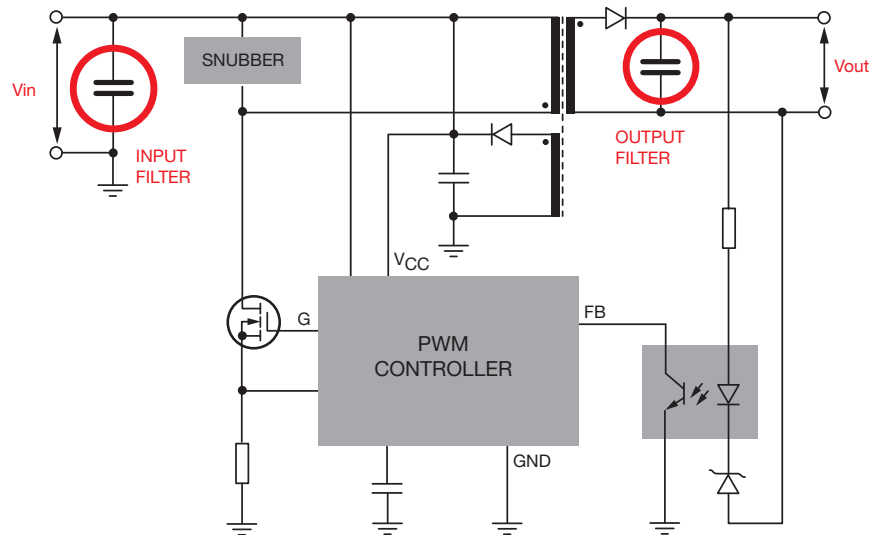 SNUBBER
Vin
Vout
INPUT
FILTER
OUTPUT
FILTER
VCC
G
FB
PWM
CONTROLLER
GND